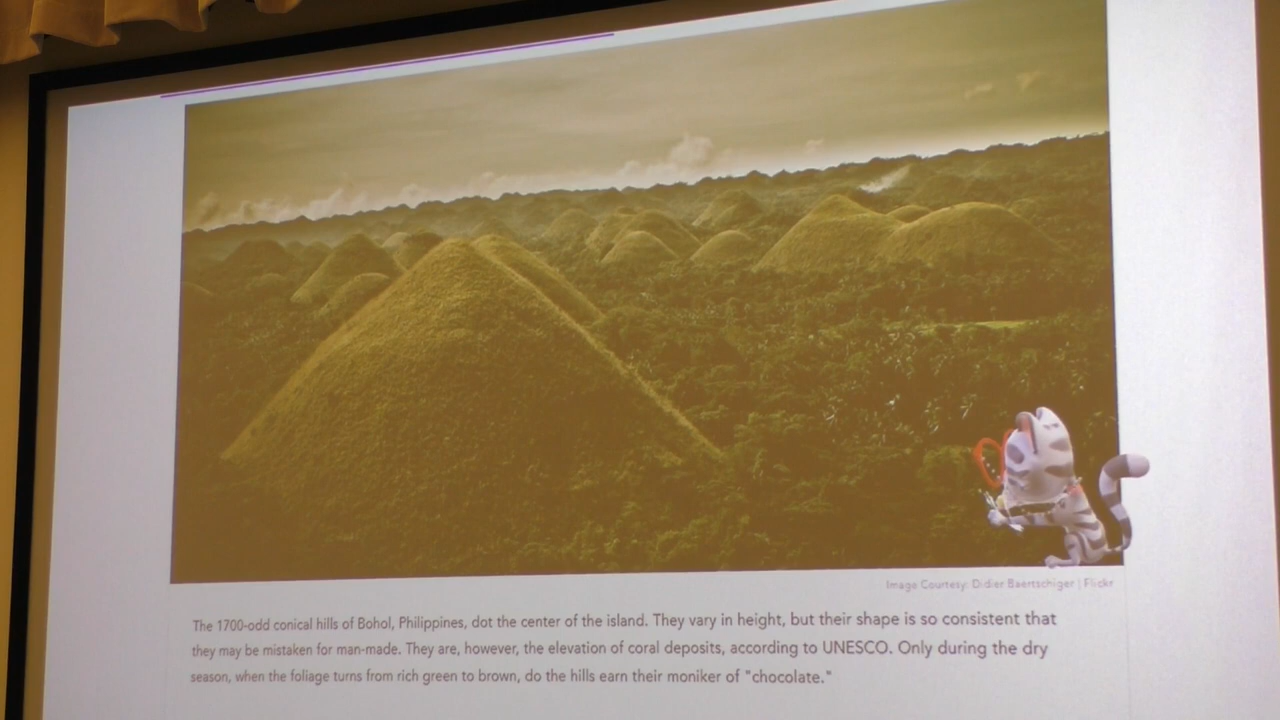 Image Courtesy: Didier Baertschiger | Flickr
The 1700-odd conical hills of Bohol, Philippines, dot the center of the island. They vary in height, but their shape is so consistent that
they may be mistaken for man-made. They are, however, the elevation of coral deposits, according to UNESCO. Only during the dry
season, when the foliage turns from rich green to brown, do the hills earn their moniker of "chocolate."